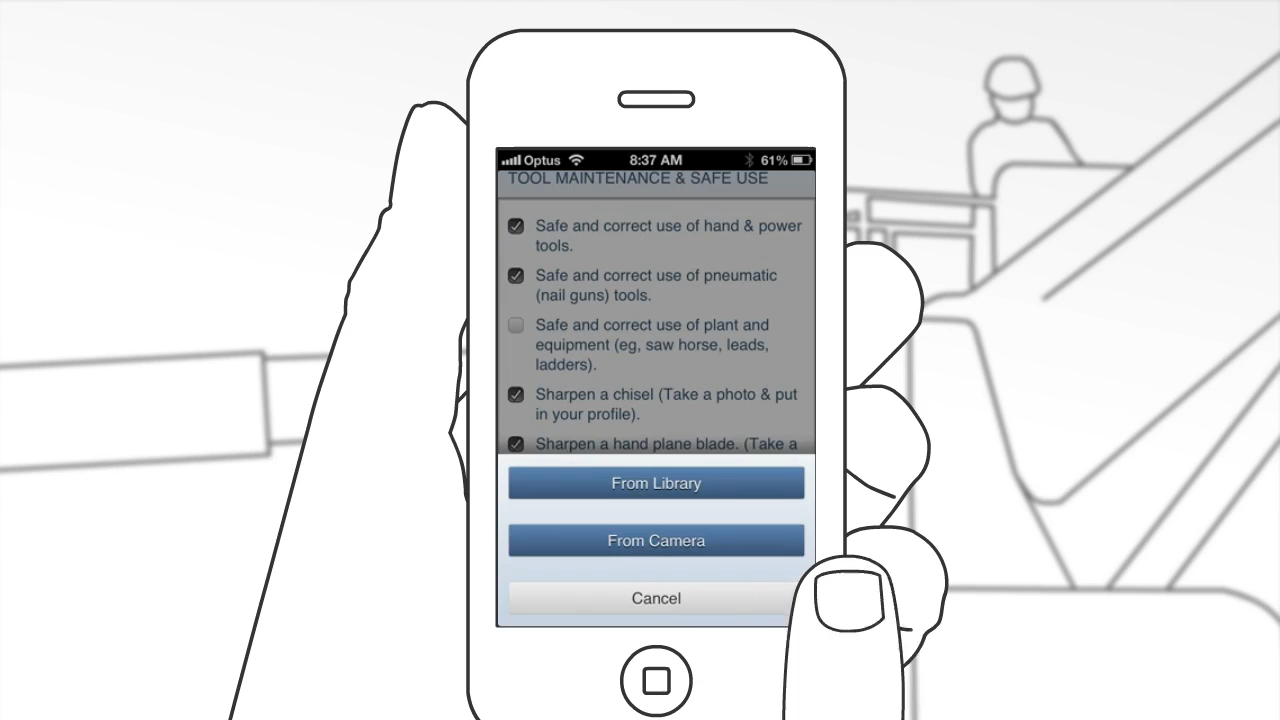 Optus 8:37 AM 61%
TOOL MAINTENANCE & SAFE USE
Safe and correct use of hand & power
tools.
Safe and correct use of pneumatic
(nail guns) tools.
Safe and correct use of plant and
equipment (eg, saw horse, leads,
ladders).
Sharpen a chisel (Take a photo & put
in your profile).
Sharpen a hand plane blade. (Take a
From Library
From Camera
Cancel